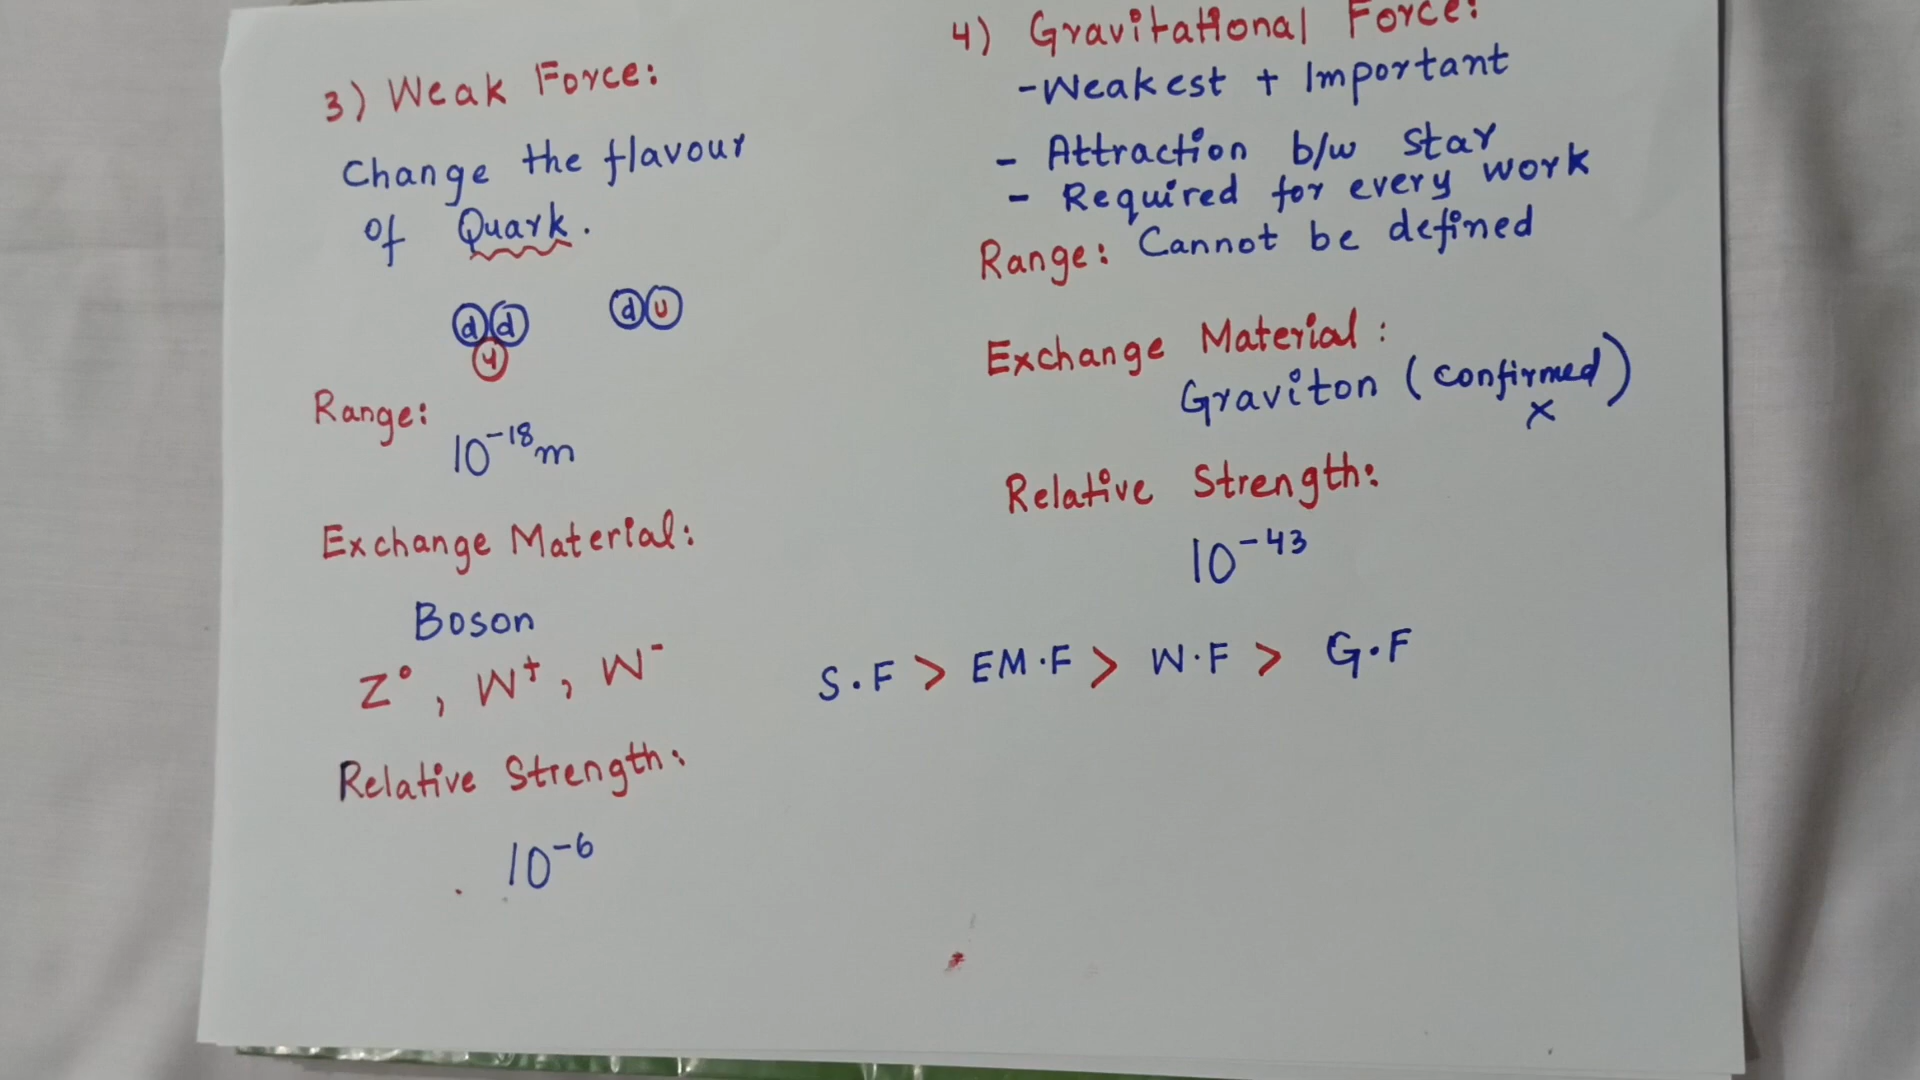 3) Weak Force:
Change the flavour
of Quark.
d d d u
u
Range:
10⁻¹⁸m
Exchange Material:
Boson
Z°, W⁺, W⁻
Relative Strength:
10⁻⁶
4) Gravitational Force:
-Weakest + Important
- Attraction b/w star
- Required for every work
Range: Cannot be defined
Exchange Material:
Graviton (confirmed)
x
Relative Strength:
10⁻⁴³
S.F > EM.F > W.F > G.F